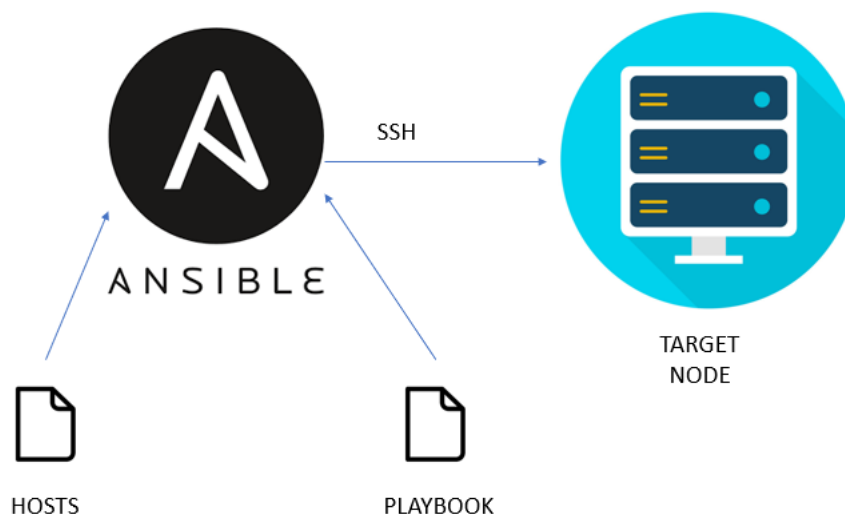 SSH
ANSIBLE
TARGET
NODE
HOSTS
PLAYBOOK